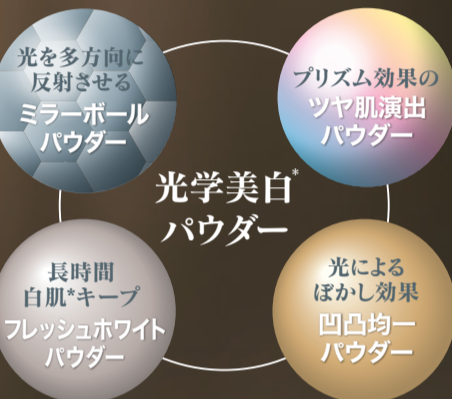 光を多方向に
反射させる
ミラーボール
パウダー
プリズム効果の
ツヤ肌演出
パウダー
光学美白*
パウダー
長時間
白肌*キープ
フレッシュホワイト
パウダー
光による
ぼかし効果
凹凸均一
パウダー